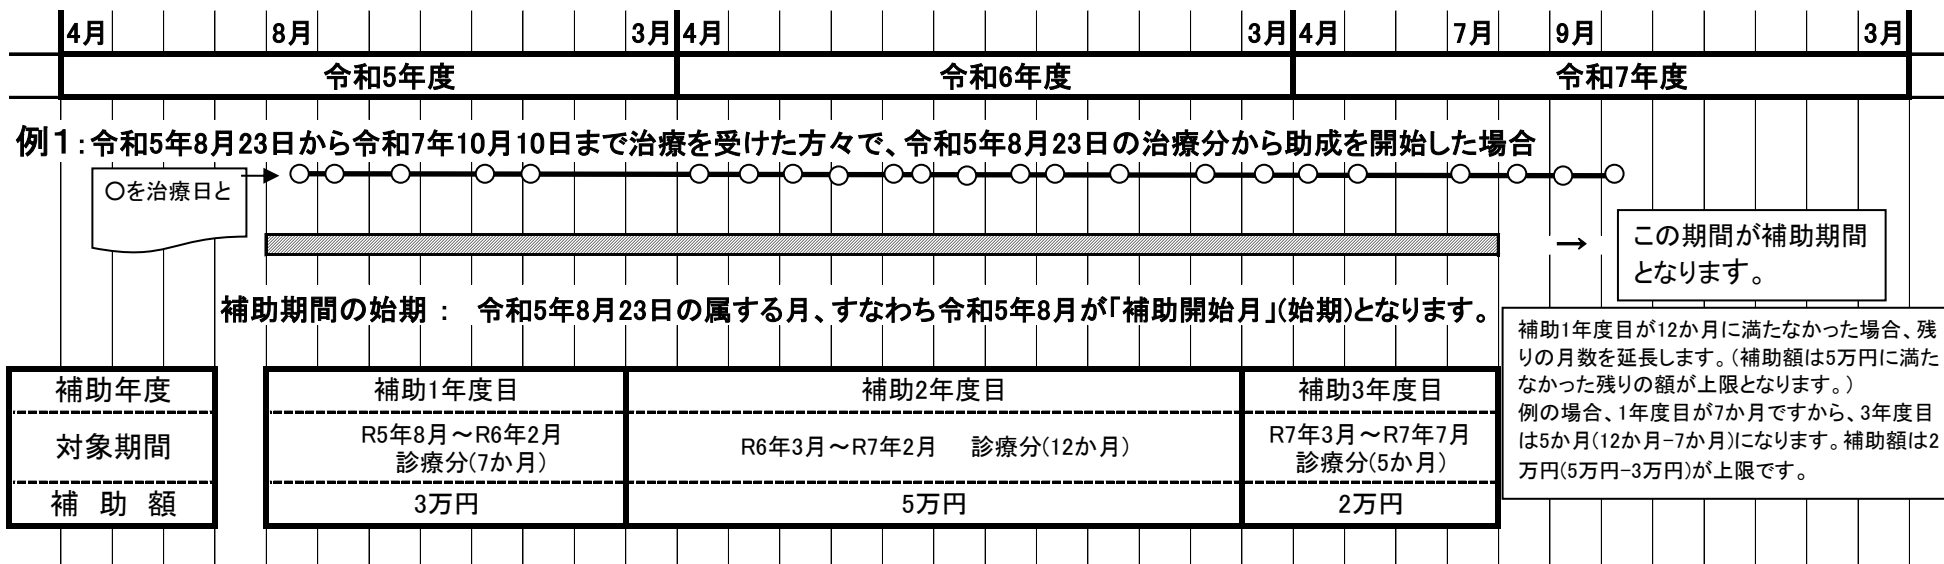 4月 8月 3月 4月 3月 4月 7月 9月 3月
令和5年度 令和6年度 令和7年度
例１：令和5年8月23日から令和7年10月10日まで治療を受けた方々で、令和5年8月23日の治療分から助成を開始した場合
〇を治療日と
→
この期間が補助期間
となります。
補助期間の始期 ： 令和5年8月23日の属する月、すなわち令和5年8月が「補助開始月」(始期)となります。
補助1年度目が12か月に満たなかった場合、残
りの月数を延長します。(補助額は5万円に満た
なかった残りの額が上限となります。)
例の場合、1年度目が7か月ですから、3年度目
は5か月(12か月-7か月)になります。補助額は2
万円(5万円-3万円)が上限です。
補助年度 補助1年度目 補助2年度目 補助3年度目
対象期間
R5年8月～R6年2月
診療分(7か月)
R6年3月～R7年2月 診療分(12か月)
R7年3月～R7年7月
診療分(5か月)
補 助 額 3万円 5万円 2万円